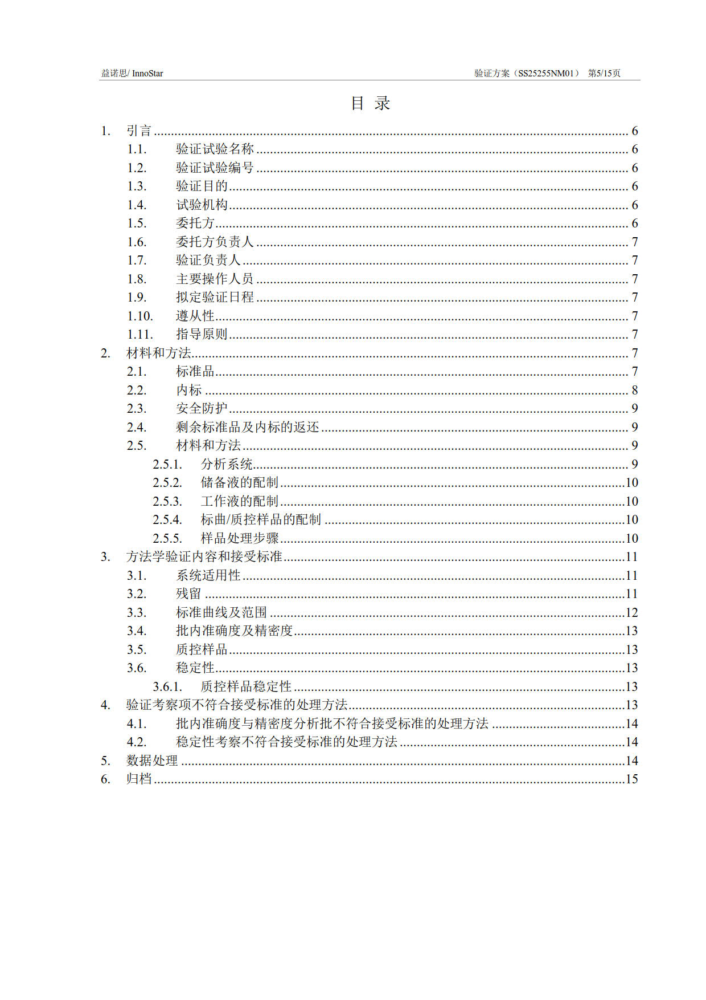 益诺思/ InnoStar 验证方案（SS25255NM01） 第5/15页
目 录
1. 引言 6
1.1. 验证试验名称 6
1.2. 验证试验编号 6
1.3. 验证目的 6
1.4. 试验机构 6
1.5. 委托方 6
1.6. 委托方负责人 7
1.7. 验证负责人 7
1.8. 主要操作人员 7
1.9. 拟定验证日程 7
1.10. 遵从性 7
1.11. 指导原则 7
2. 材料和方法 7
2.1. 标准品 7
2.2. 内标 8
2.3. 安全防护 9
2.4. 剩余标准品及内标的返还 9
2.5. 材料和方法 9
2.5.1. 分析系统 9
2.5.2. 储备液的配制 10
2.5.3. 工作液的配制 10
2.5.4. 标曲/质控样品的配制 10
2.5.5. 样品处理步骤 10
3. 方法学验证内容和接受标准 11
3.1. 系统适用性 11
3.2. 残留 11
3.3. 标准曲线及范围 12
3.4. 批内准确度及精密度 13
3.5. 质控样品 13
3.6. 稳定性 13
3.6.1. 质控样品稳定性 13
4. 验证考察项不符合接受标准的处理方法 13
4.1. 批内准确度与精密度分析批不符合接受标准的处理方法 14
4.2. 稳定性考察不符合接受标准的处理方法 14
5. 数据处理 14
6. 归档 15